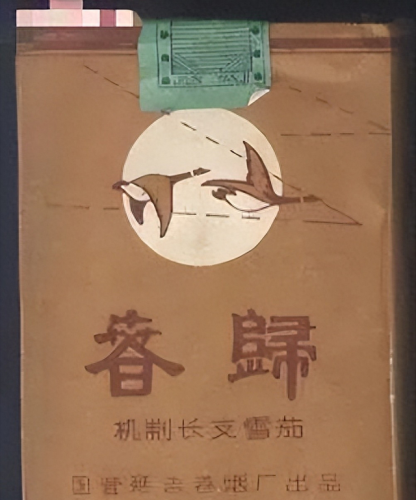 春歸
机制长支雪茄
国营延吉卷烟厂出品